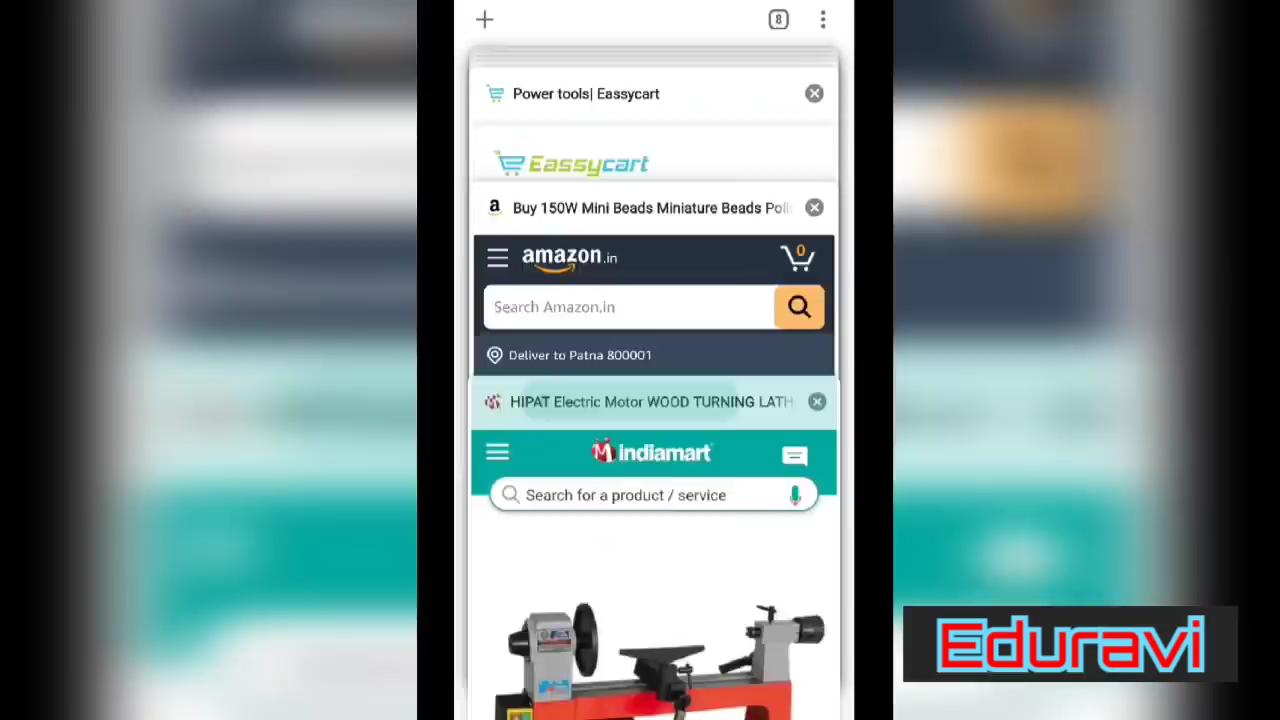 8
Power tools| Eassycart
Eassycart
Buy 150W Mini Beads Miniature Beads Poli
amazon.in
0
Search Amazon.in
Deliver to Patna 800001
HIPAT Electric Motor WOOD TURNING LATH
indiamart
Search for a product / service
Eduravi